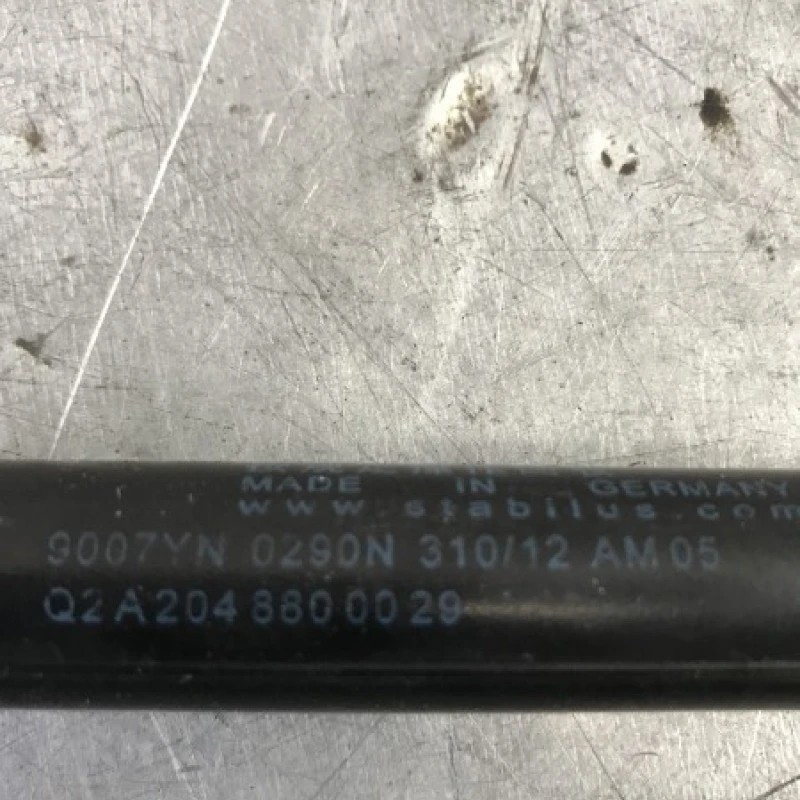 MADE IN GERMANY
www.stabilus.com
9007YN 0290N 310/12 AM 05
Q2 A 204 880 00 29